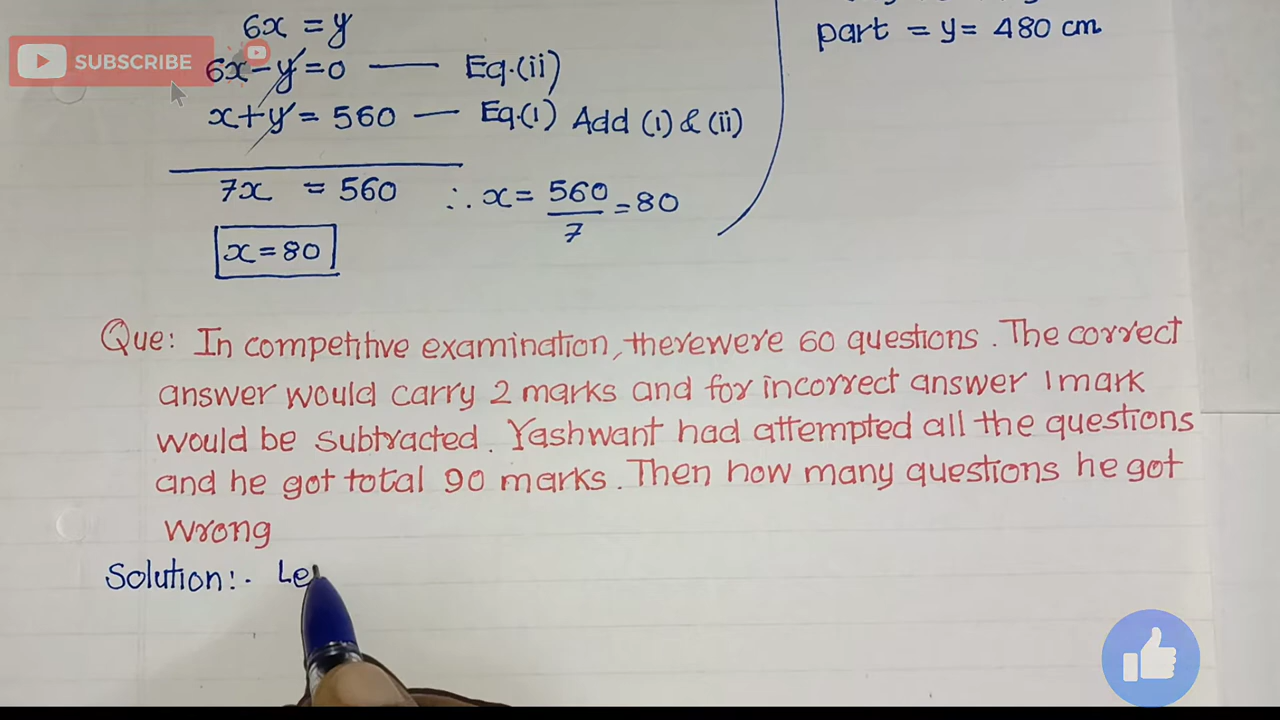 6x = y
part = y = 480 cm
SUBSCRIBE
6x - y = 0 — Eq.(ii)
x + y = 560 — Eq.(1) Add (1) & (ii)
7x = 560 ∴ x = 560/7 = 80
x = 80
Que: In competitive examination, therewere 60 questions. The correct
answer would carry 2 marks and for incorrect answer 1 mark
would be subtracted. Yashwant had attempted all the questions
and he got total 90 marks. Then how many questions he got
wrong
Solution:- Le